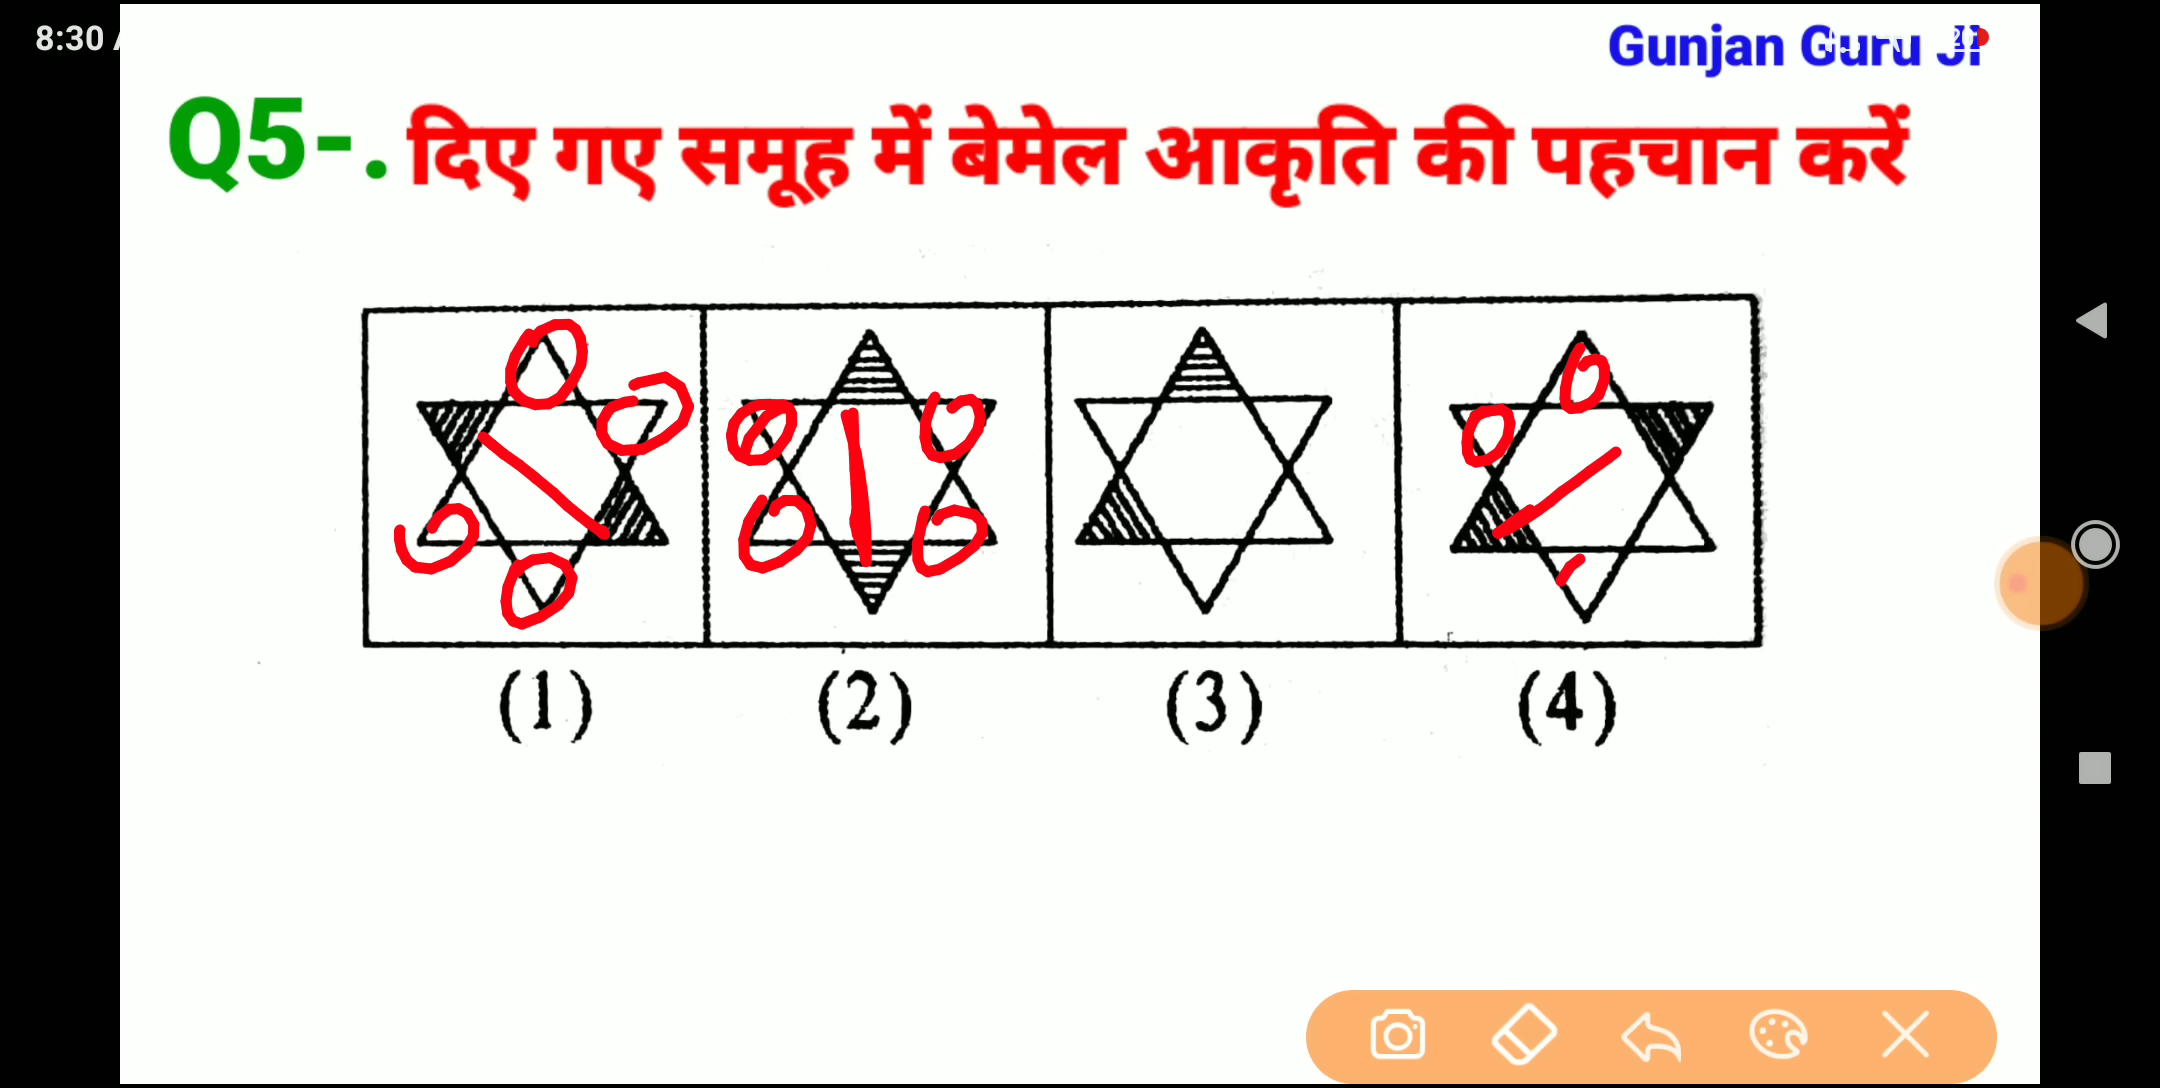 8:30
Gunjan Guru Ji
Q5-. दिए गए समूह में बेमेल आकृति की पहचान करें
(1) (2) (3) (4)